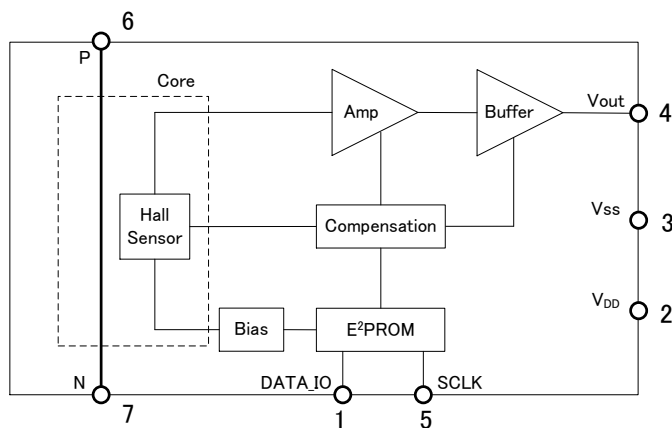 6
P
Core
Amp
Buffer
Vout
4
Hall
Sensor
Compensation
Vss
3
VDD
2
Bias
E²PROM
N
DATA_IO
SCLK
7
1
5